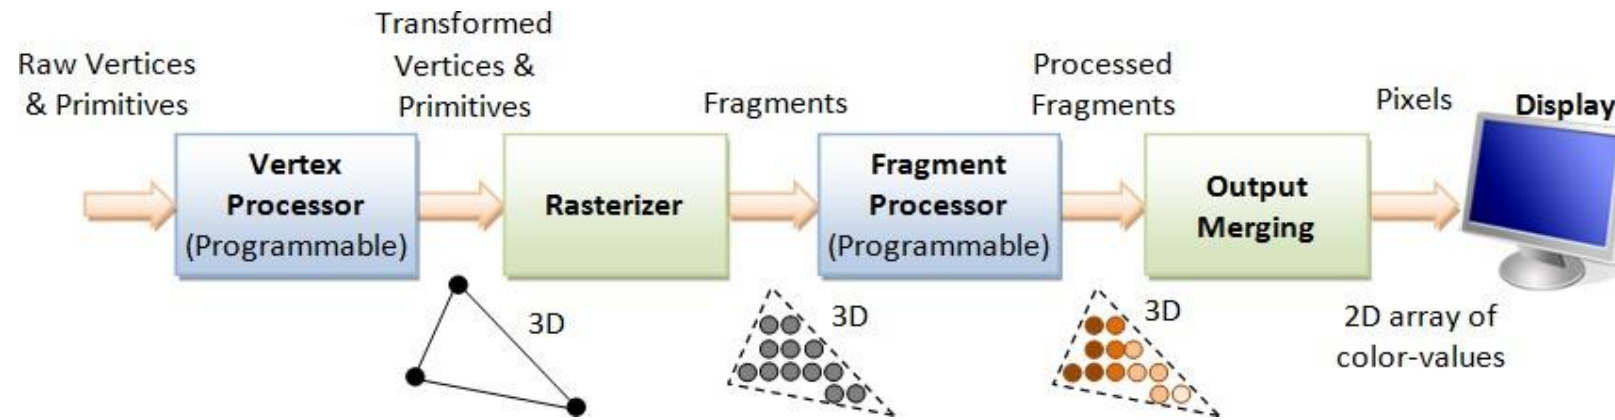 Raw Vertices
& Primitives
Vertex
Processor
(Programmable)
Transformed
Vertices &
Primitives
3D
Rasterizer
Fragments
3D
Fragment
Processor
(Programmable)
Processed
Fragments
3D
Output
Merging
Pixels
2D array of
color-values
Display